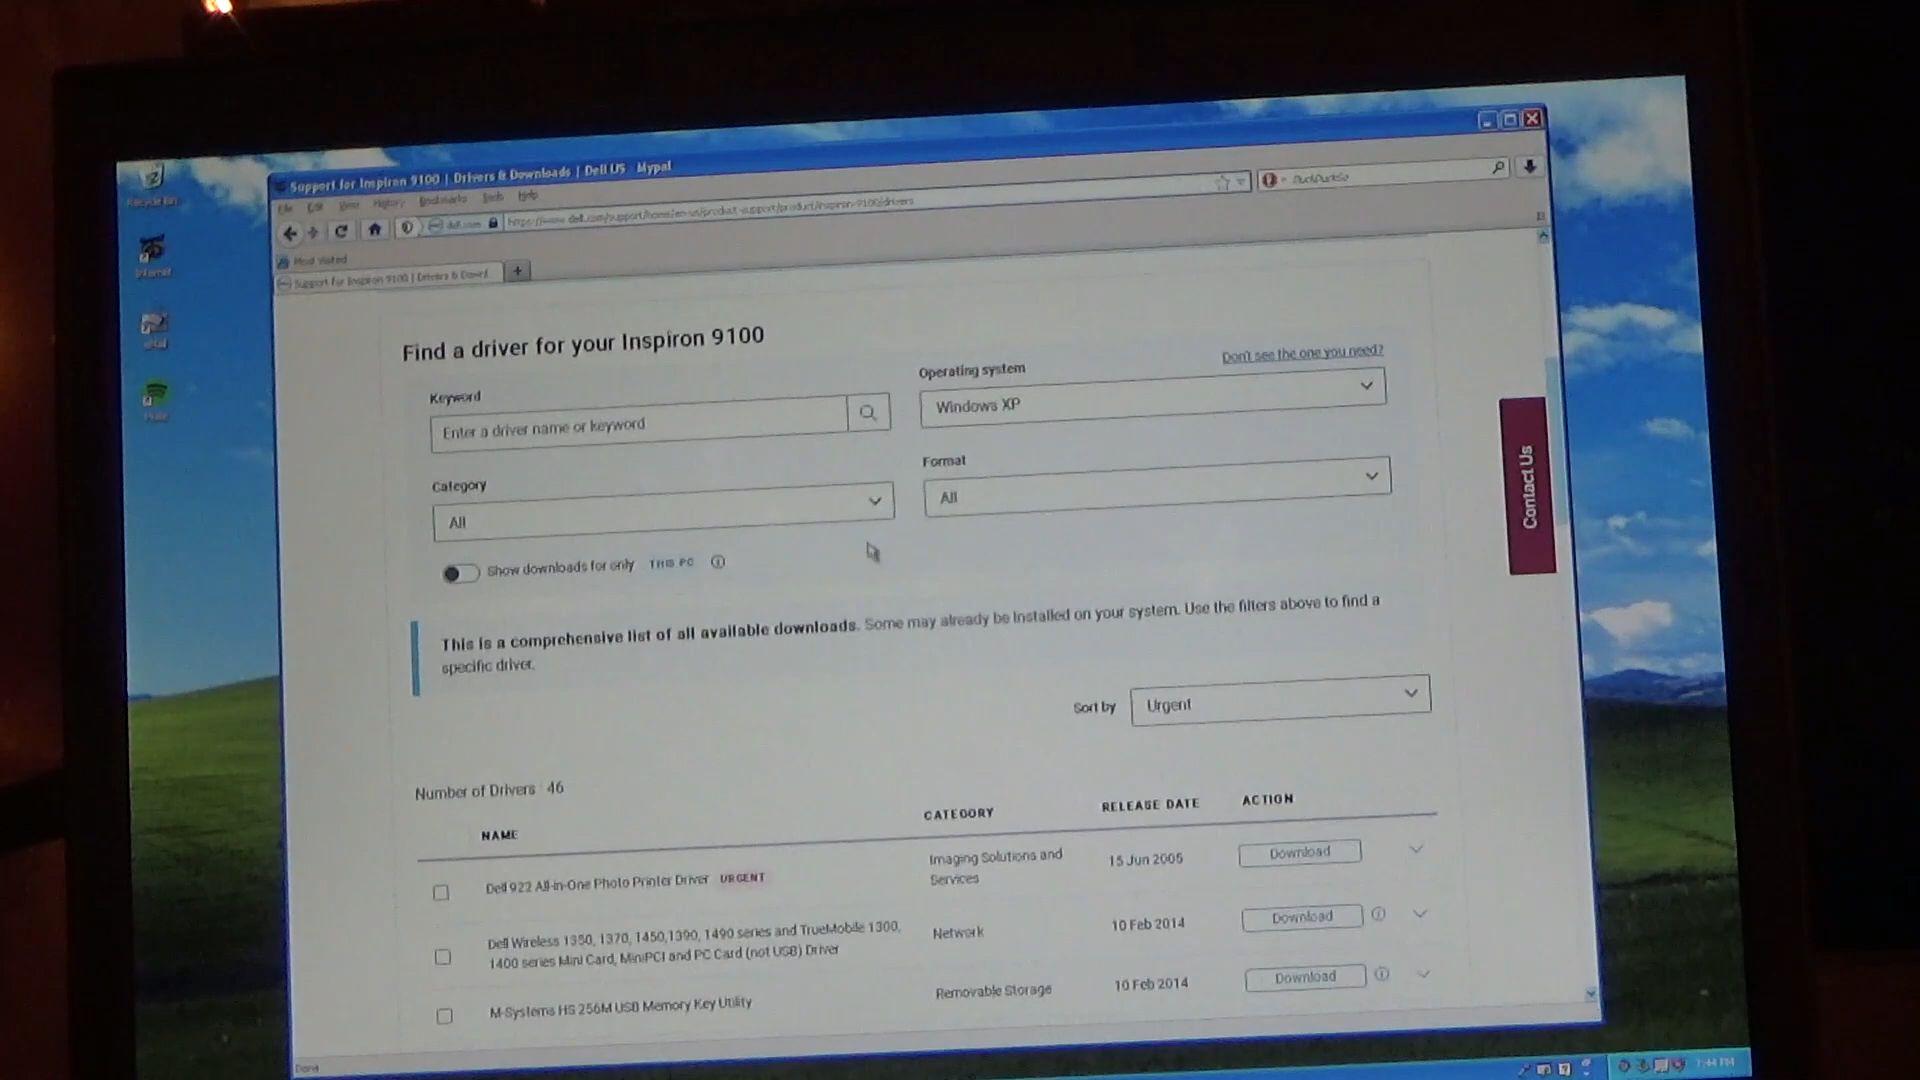 Recycle Bin
Internet
Support for Inspiron 9100 | Drivers & Downloads | Dell US - Mypal
File Edit View History Bookmarks Tools Help
dell.com
https://www.dell.com/support/home/en-us/product-support/product/inspiron-9100/drivers
DuckDuckGo
Most Visited
Support for Inspiron 9100 | Drivers & Downl
Find a driver for your Inspiron 9100
Keyword
Enter a driver name or keyword
Operating system
Don't see the one you need?
Windows XP
Category
All
Format
All
Show downloads for only THIS PC
Contact Us
This is a comprehensive list of all available downloads. Some may already be installed on your system. Use the filters above to find a
specific driver.
Sort by Urgent
Number of Drivers : 46
NAME CATEGORY RELEASE DATE ACTION
Dell 922 All-in-One Photo Printer Driver URGENT
Imaging Solutions and
Services
15 Jun 2005 Download
Dell Wireless 1350, 1370, 1450,1390, 1490 series and TrueMobile 1300,
1400 series Mini Card, MiniPCI and PC Card (not USB) Driver
Network 10 Feb 2014 Download
M-Systems HS 256M USB Memory Key Utility
Removable Storage 10 Feb 2014 Download
Done
1:44 PM